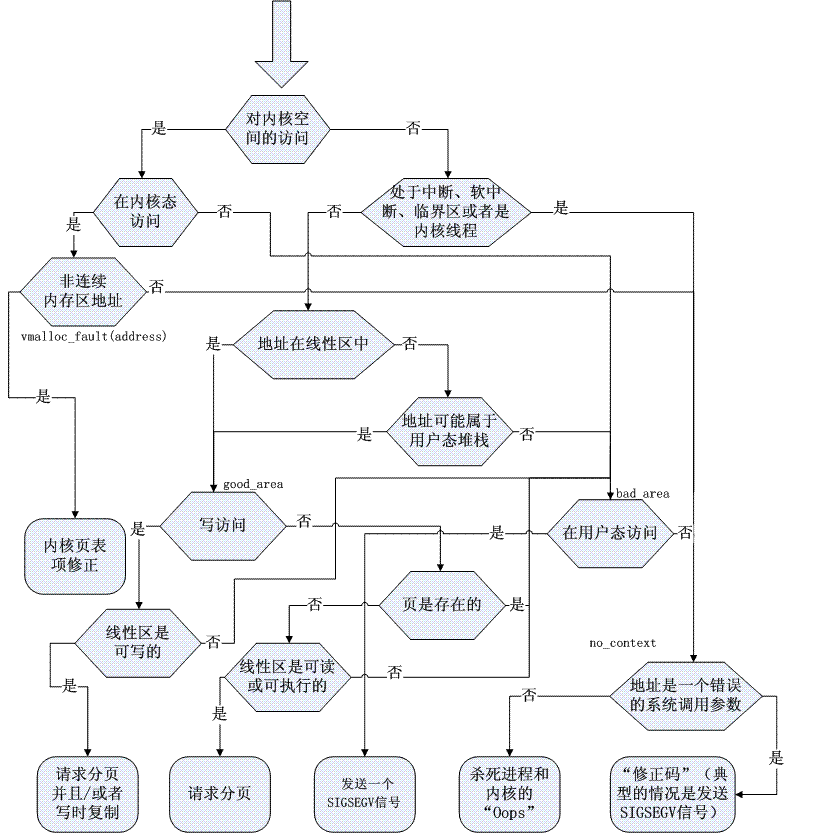 对内核空
间的访问
是
否
在内核态
访问
否
处于中断、软中
断、临界区或者是
内核线程
否
是
是
非连续
内存区地址
否
vmalloc_fault(address)
是
地址在线性区中
否
是
地址可能属于
用户态堆栈
是
否
good_area
bad_area
写访问
是
否
在用户态访问
是
否
内核页表
项修正
页是存在的
否
是
线性区是
可写的
否
是
线性区是可读
或可执行的
否
是
no_context
地址是一个错误
的系统调用参数
否
是
请求分页
并且/或者
写时复制
请求分页
发送一个
SIGSEGV信号
杀死进程和
内核的
“Oops”
“修正码”（典
型的情况是发送
SIGSEGV信号）